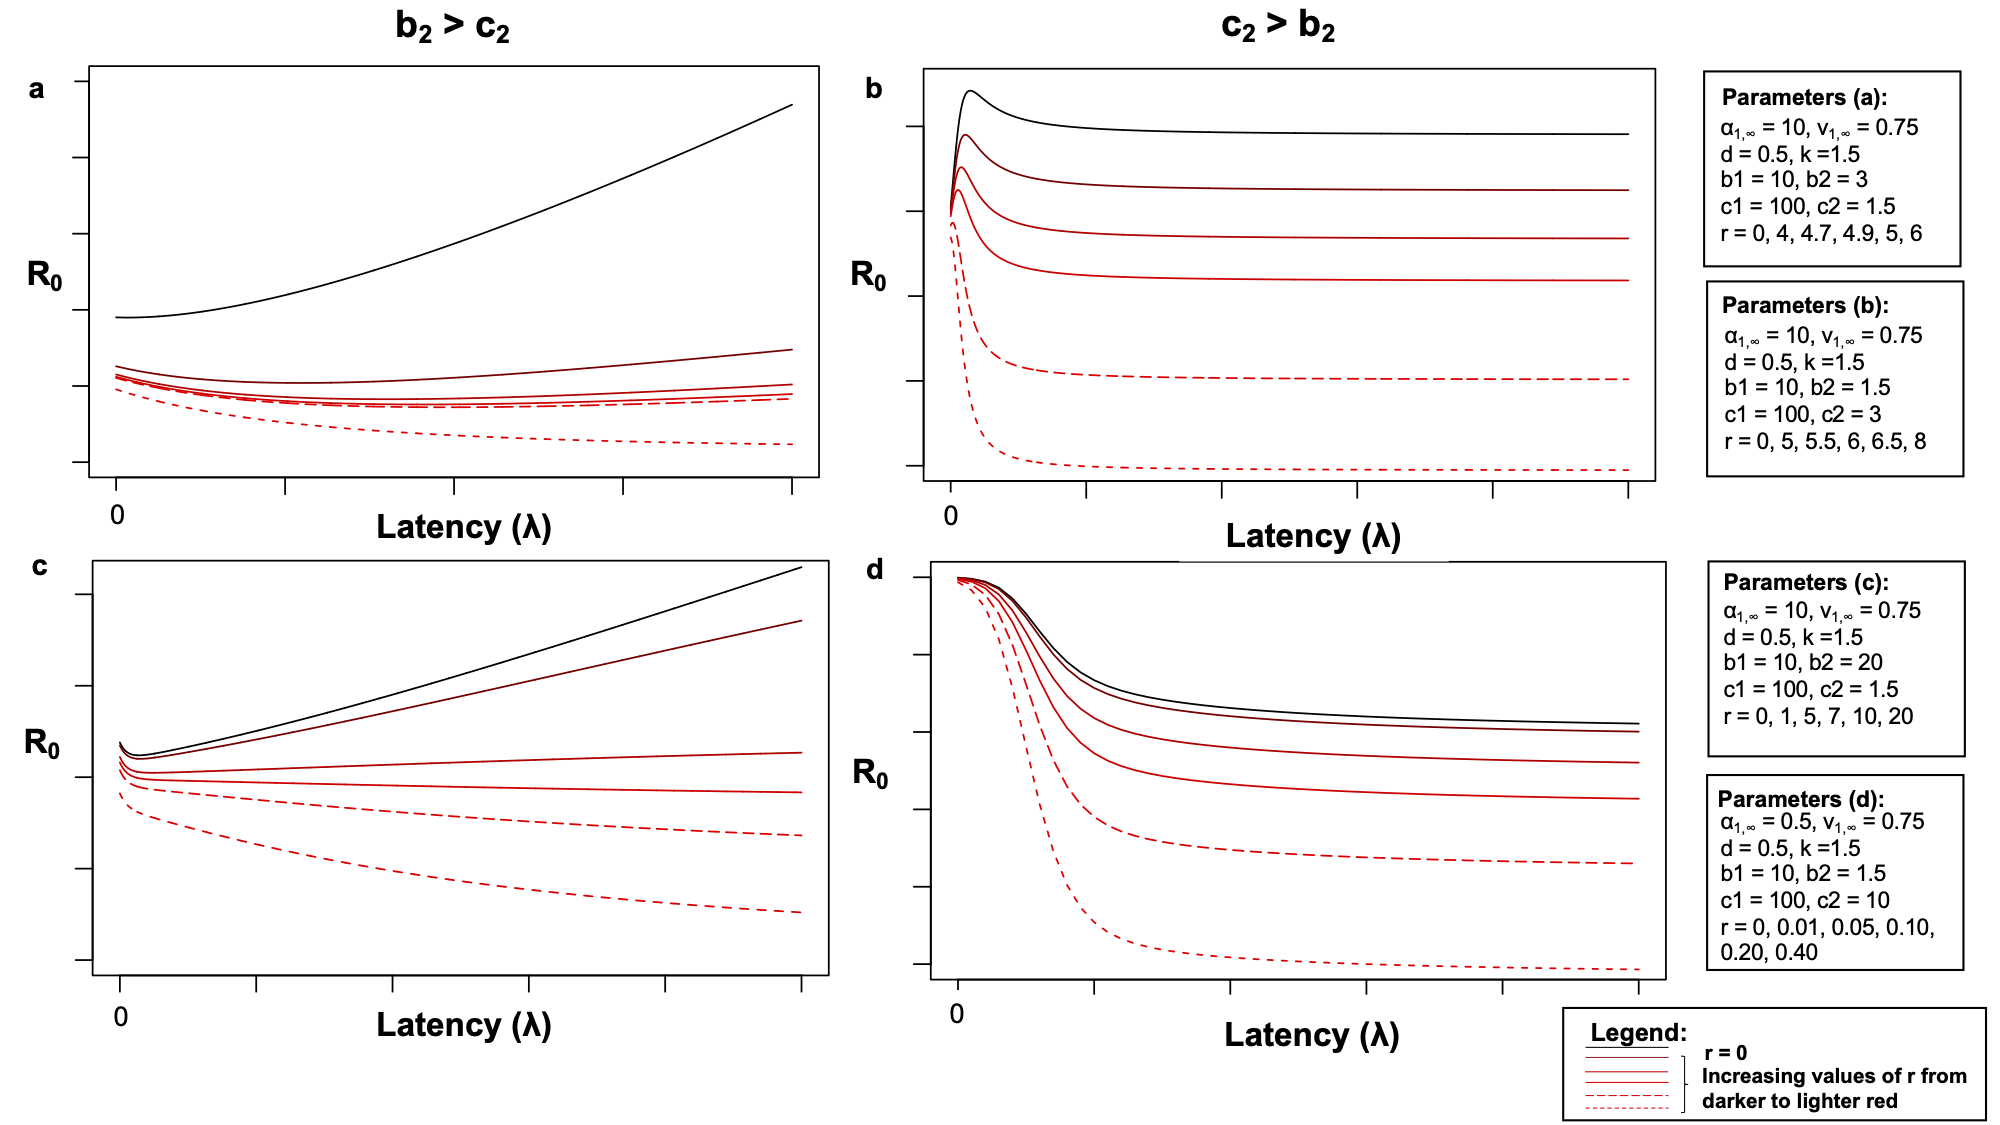 b₂ > c₂
c₂ > b₂
a
R₀
0
Latency (λ)
b
R₀
0
Latency (λ)
Parameters (a):
α₁,∞ = 10, v₁,∞ = 0.75
d = 0.5, k =1.5
b1 = 10, b2 = 3
c1 = 100, c2 = 1.5
r = 0, 4, 4.7, 4.9, 5, 6
Parameters (b):
α₁,∞ = 10, v₁,∞ = 0.75
d = 0.5, k =1.5
b1 = 10, b2 = 1.5
c1 = 100, c2 = 3
r = 0, 5, 5.5, 6, 6.5, 8
c
R₀
0
Latency (λ)
d
R₀
0
Latency (λ)
Parameters (c):
α₁,∞ = 10, v₁,∞ = 0.75
d = 0.5, k =1.5
b1 = 10, b2 = 20
c1 = 100, c2 = 1.5
r = 0, 1, 5, 7, 10, 20
Parameters (d):
α₁,∞ = 0.5, v₁,∞ = 0.75
d = 0.5, k =1.5
b1 = 10, b2 = 1.5
c1 = 100, c2 = 10
r = 0, 0.01, 0.05, 0.10,
0.20, 0.40
Legend:
r = 0
Increasing values of r from
darker to lighter red